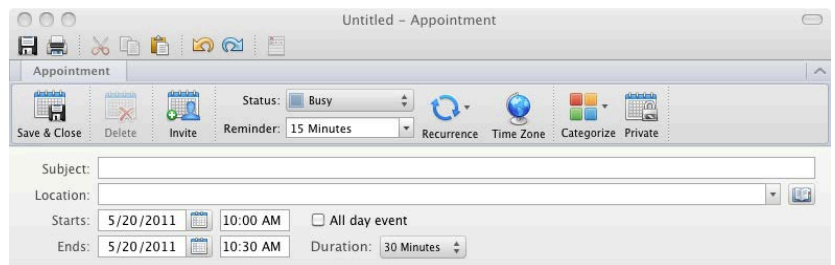 Untitled – Appointment
Appointment
Save & Close
Delete
Invite
Status: Busy
Reminder: 15 Minutes
Recurrence
Time Zone
Categorize
Private
Subject:
Location:
Starts: 5/20/2011 10:00 AM All day event
Ends: 5/20/2011 10:30 AM Duration: 30 Minutes